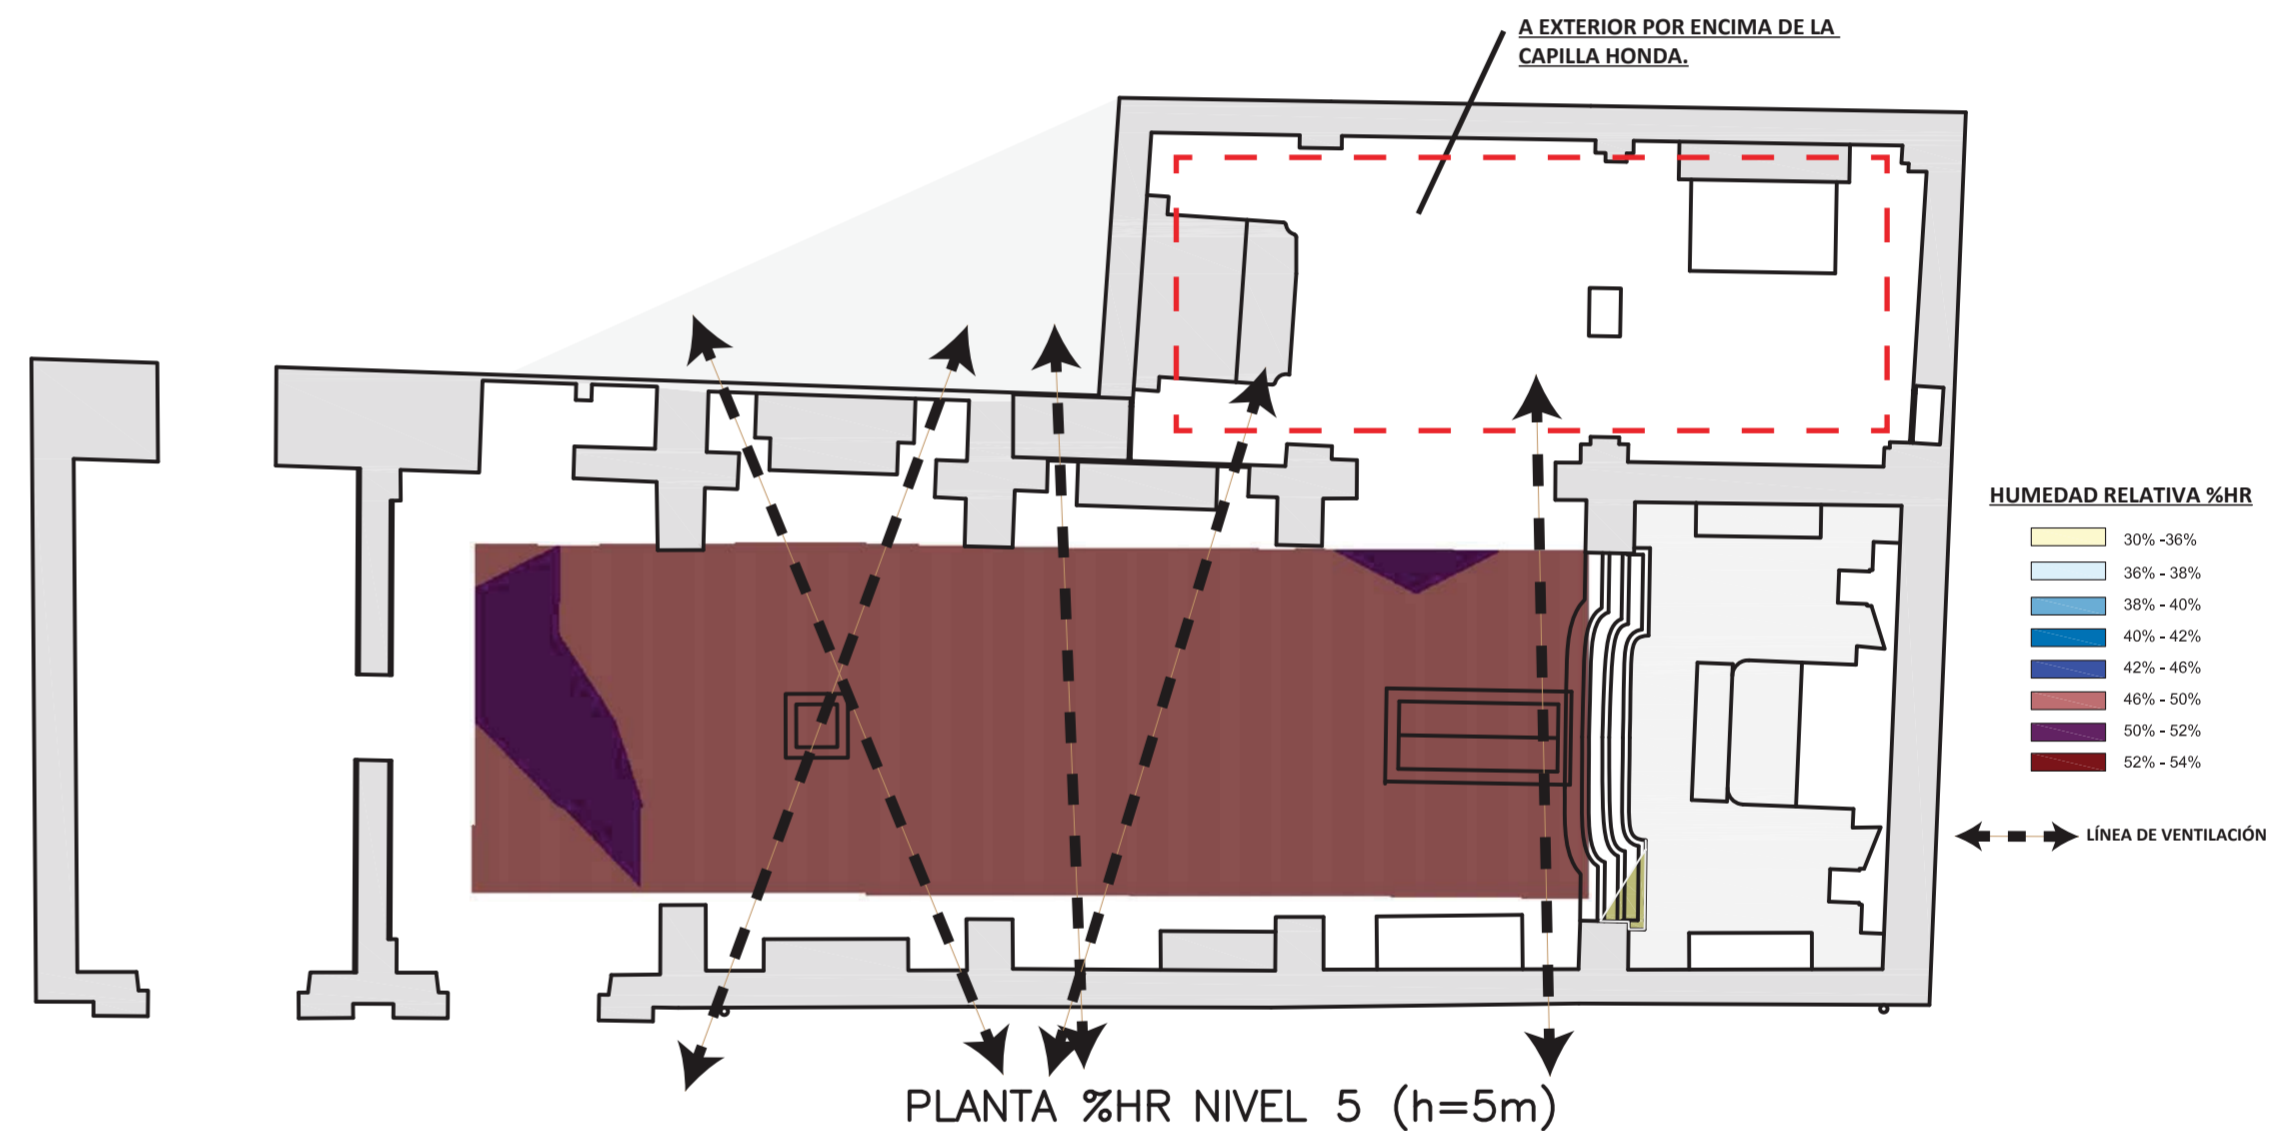 A EXTERIOR POR ENCIMA DE LA
CAPILLA HONDA.
HUMEDAD RELATIVA %HR
30% -36%
36% - 38%
38% - 40%
40% - 42%
42% - 46%
46% - 50%
50% - 52%
52% - 54%
LÍNEA DE VENTILACIÓN
PLANTA %HR NIVEL 5 (h=5m)